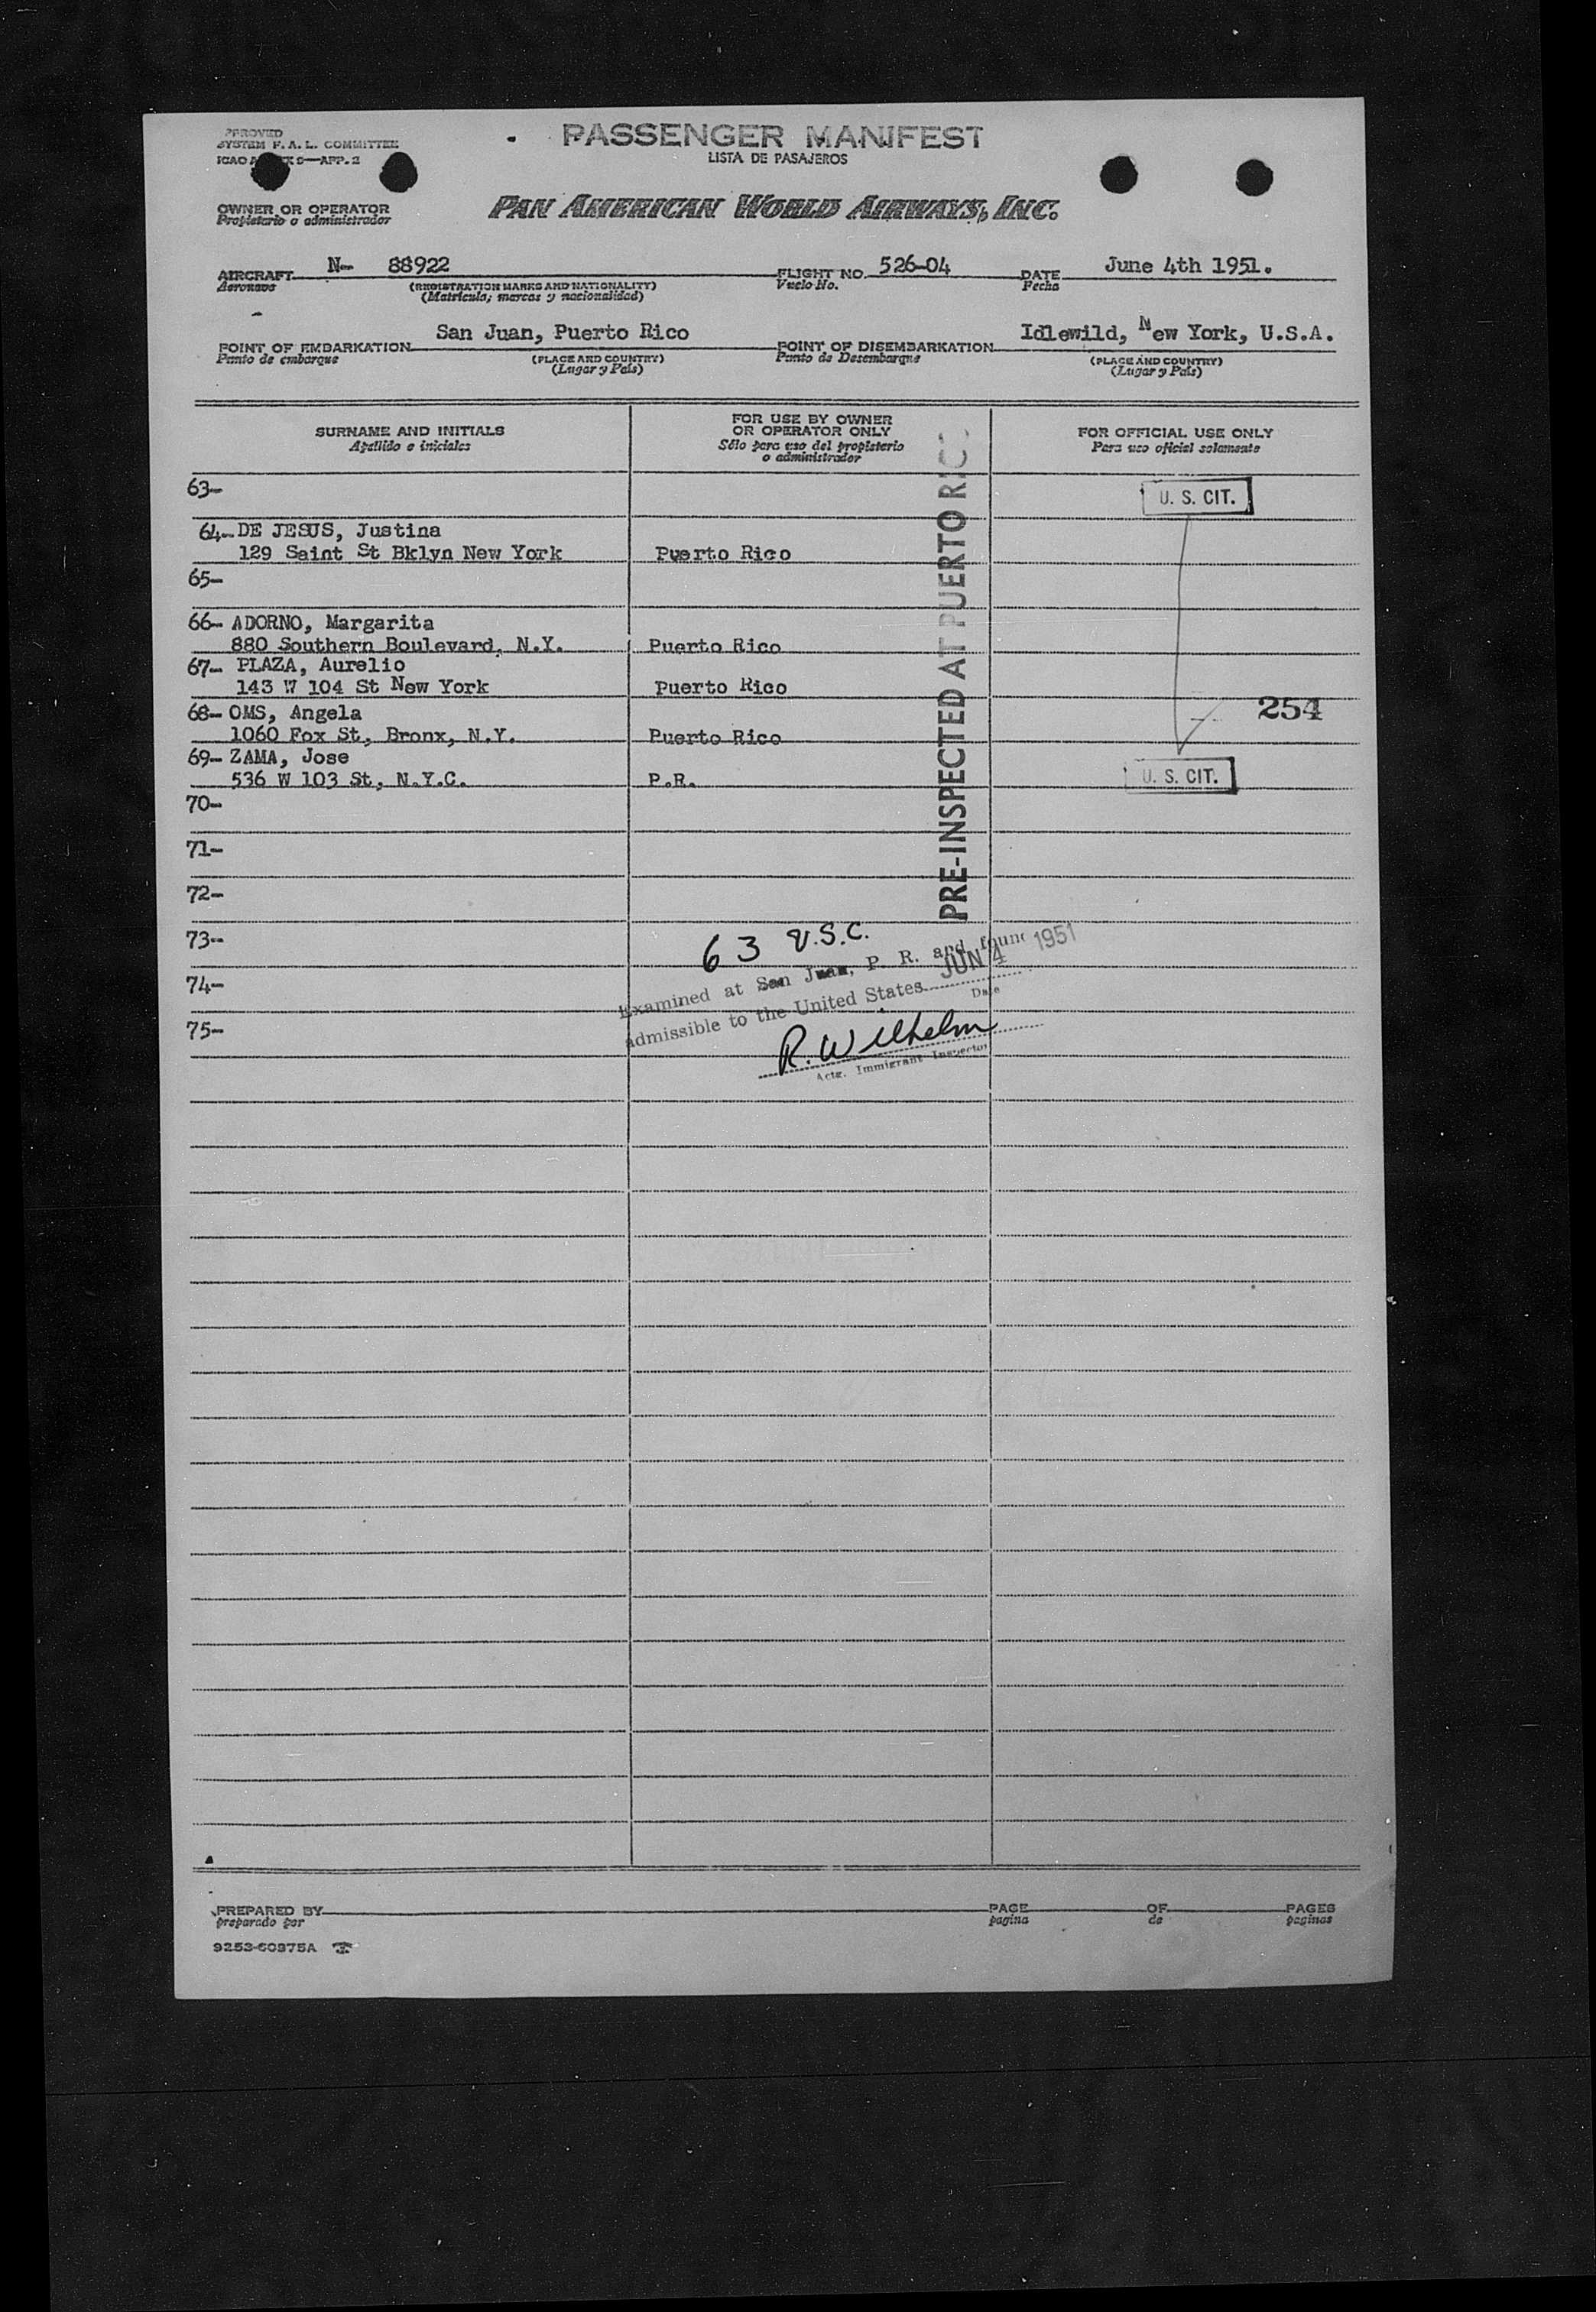 PASSENGER MANIFEST
LISTA DE PASAJEROS
SYSTEM F. A. L. COMMITTEE
ICAO
9—APP. 2
OWNER OR OPERATOR
Propietario o administrador
PAN AMERICAN WORLD AIRWAYS, INC.
AIRCRAFT N- 88922 FLIGHT NO. 526-04 DATE June 4th 1951.
Aeronave (REGISTRATION MARKS AND NATIONALITY) Vuelo No. Fecha
(Matrícula; marcas y nacionalidad)
POINT OF EMBARKATION San Juan, Puerto Rico POINT OF DISEMBARKATION Idlewild, New York, U.S.A.
Punto de embarque (PLACE AND COUNTRY) Punto de Desembarque (PLACE AND COUNTRY)
(Lugar y País) (Lugar y País)
SURNAME AND INITIALS
Apellido e iniciales
FOR USE BY OWNER
OR OPERATOR ONLY
Sólo para uso del propietario
o administrador
FOR OFFICIAL USE ONLY
Para uso oficial solamente
63- U. S. CIT.
64- DE JESUS, Justina
129 Saint St Bklyn New York Puerto Rico
65-
66- ADORNO, Margarita
880 Southern Boulevard, N.Y. Puerto Rico
67- PLAZA, Aurelio
143 W 104 St New York Puerto Rico
68- OMS, Angela 254
1060 Fox St, Bronx, N.Y. Puerto Rico
69- ZAMA, Jose
536 W 103 St, N.Y.C. P.R. U. S. CIT.
PRE-INSPECTED AT PUERTO RICO
70-
71-
72-
73-
74-
75-
63 U.S.C.
Examined at San Juan, P. R. and found
admissible to the United States JUN 4 1951
Date
R. Wilhelm
Actg. Immigrant Inspector
PREPARED BY PAGE OF PAGES
preparado por pagina de paginas
9253-60375A